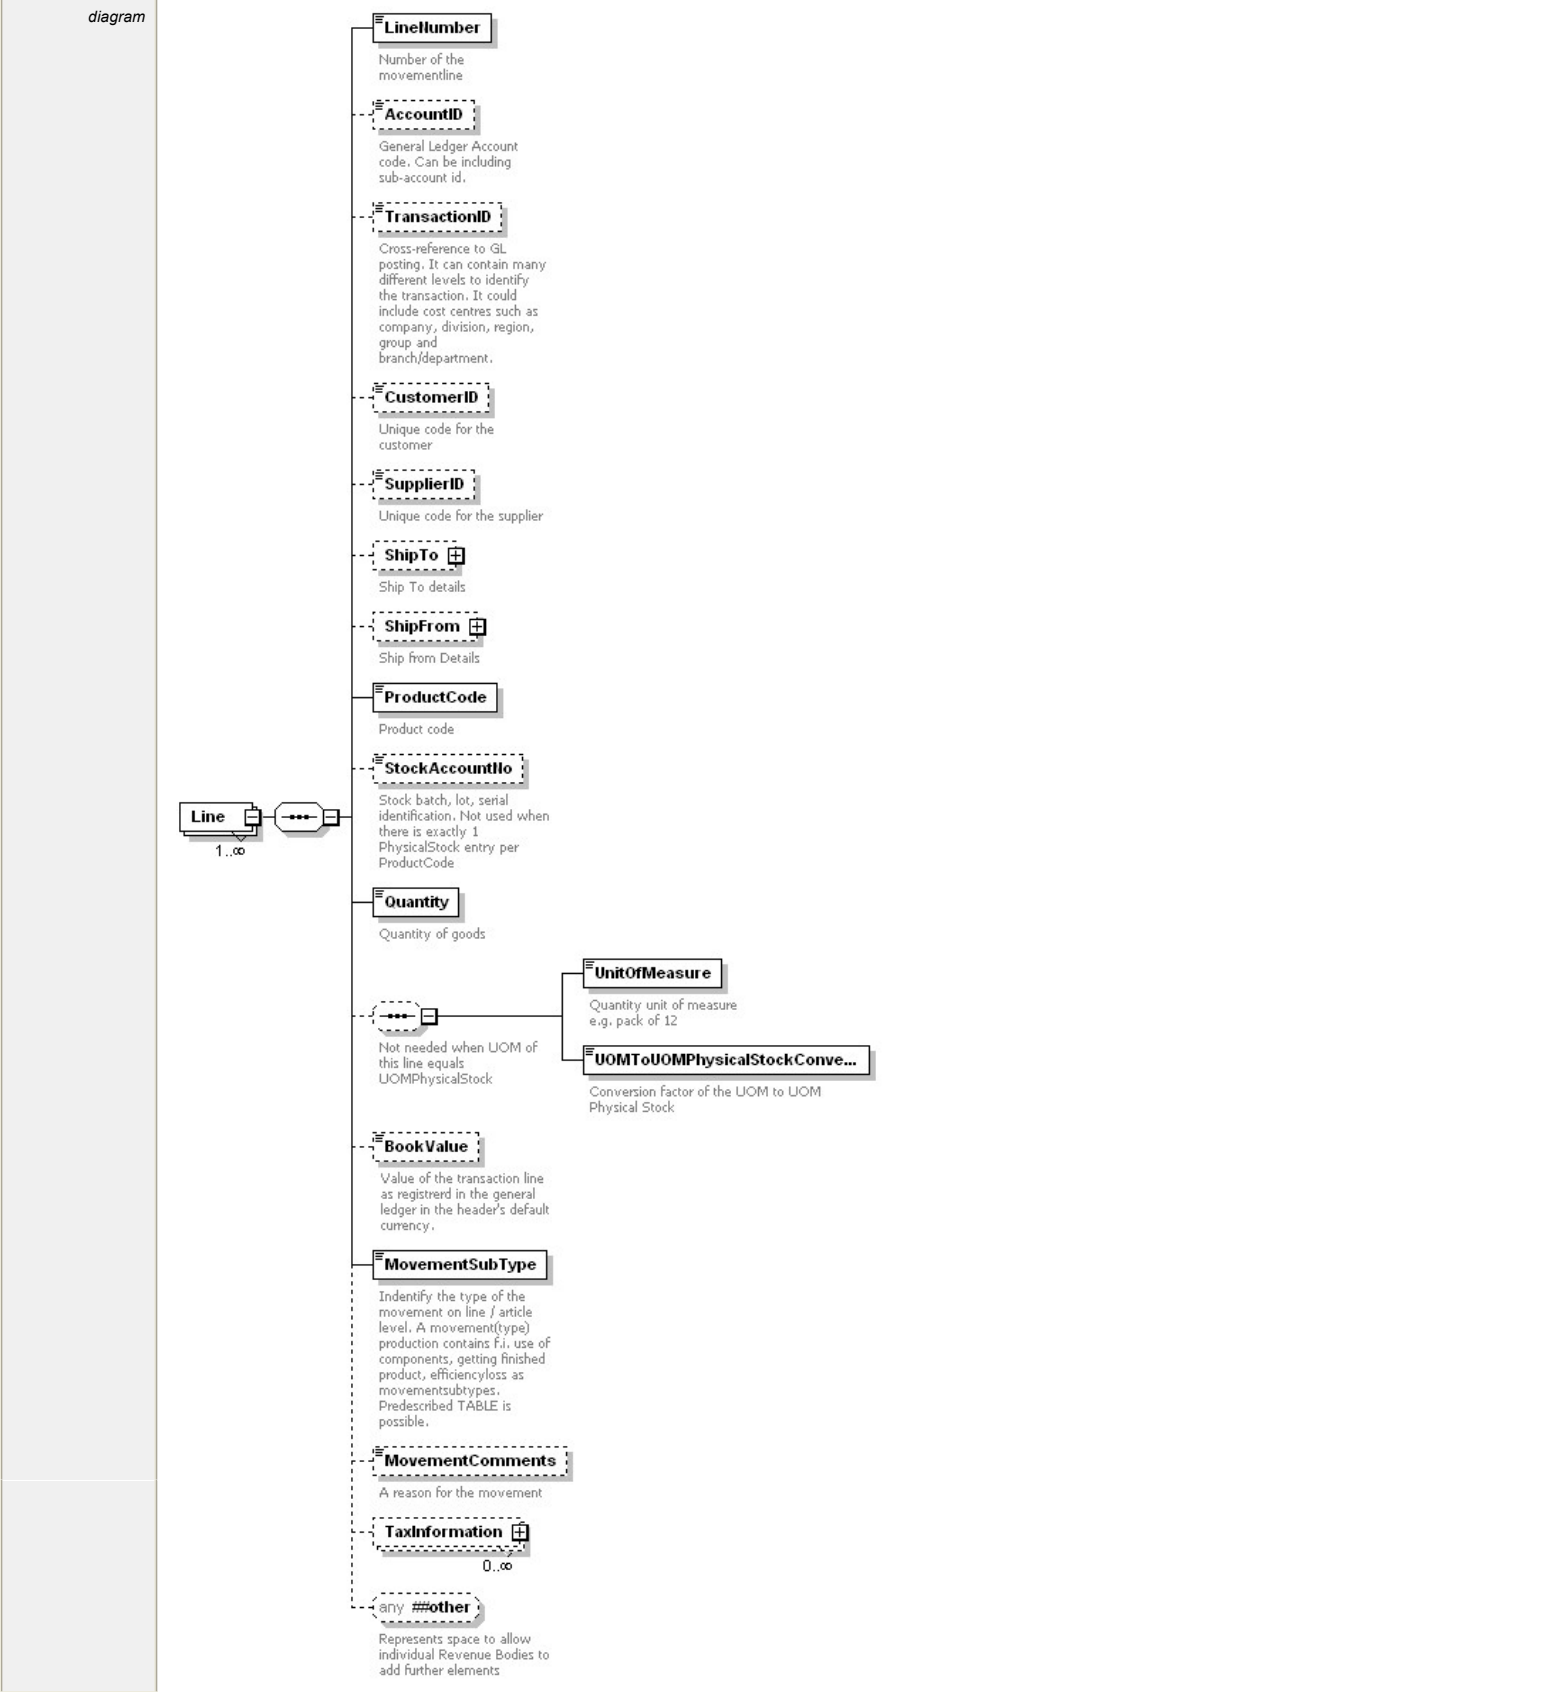 diagram
LineNumber
Number of the
movementline
AccountID
General Ledger Account
code. Can be including
sub-account id.
TransactionID
Cross-reference to GL
posting. It can contain many
different levels to identify
the transaction. It could
include cost centres such as
company, division, region,
group and
branch/department.
CustomerID
Unique code for the
customer
SupplierID
Unique code for the supplier
ShipTo
Ship To details
ShipFrom
Ship from Details
ProductCode
Product code
StockAccountNo
Stock batch, lot, serial
identification. Not used when
there is exactly 1
PhysicalStock entry per
ProductCode
Line
1..∞
Quantity
Quantity of goods
UnitOfMeasure
Quantity unit of measure
e.g. pack of 12
Not needed when UOM of
this line equals
UOMPhysicalStock
UOMToUOMPhysicalStockConve...
Conversion factor of the UOM to UOM
Physical Stock
BookValue
Value of the transaction line
as registrerd in the general
ledger in the header's default
currency.
MovementSubType
Indentify the type of the
movement on line / article
level. A movement(type)
production contains f.i. use of
components, getting finished
product, efficiencyloss as
movementsubtypes.
Predescribed TABLE is
possible.
MovementComments
A reason for the movement
TaxInformation
0..∞
any ##other
Represents space to allow
individual Revenue Bodies to
add further elements